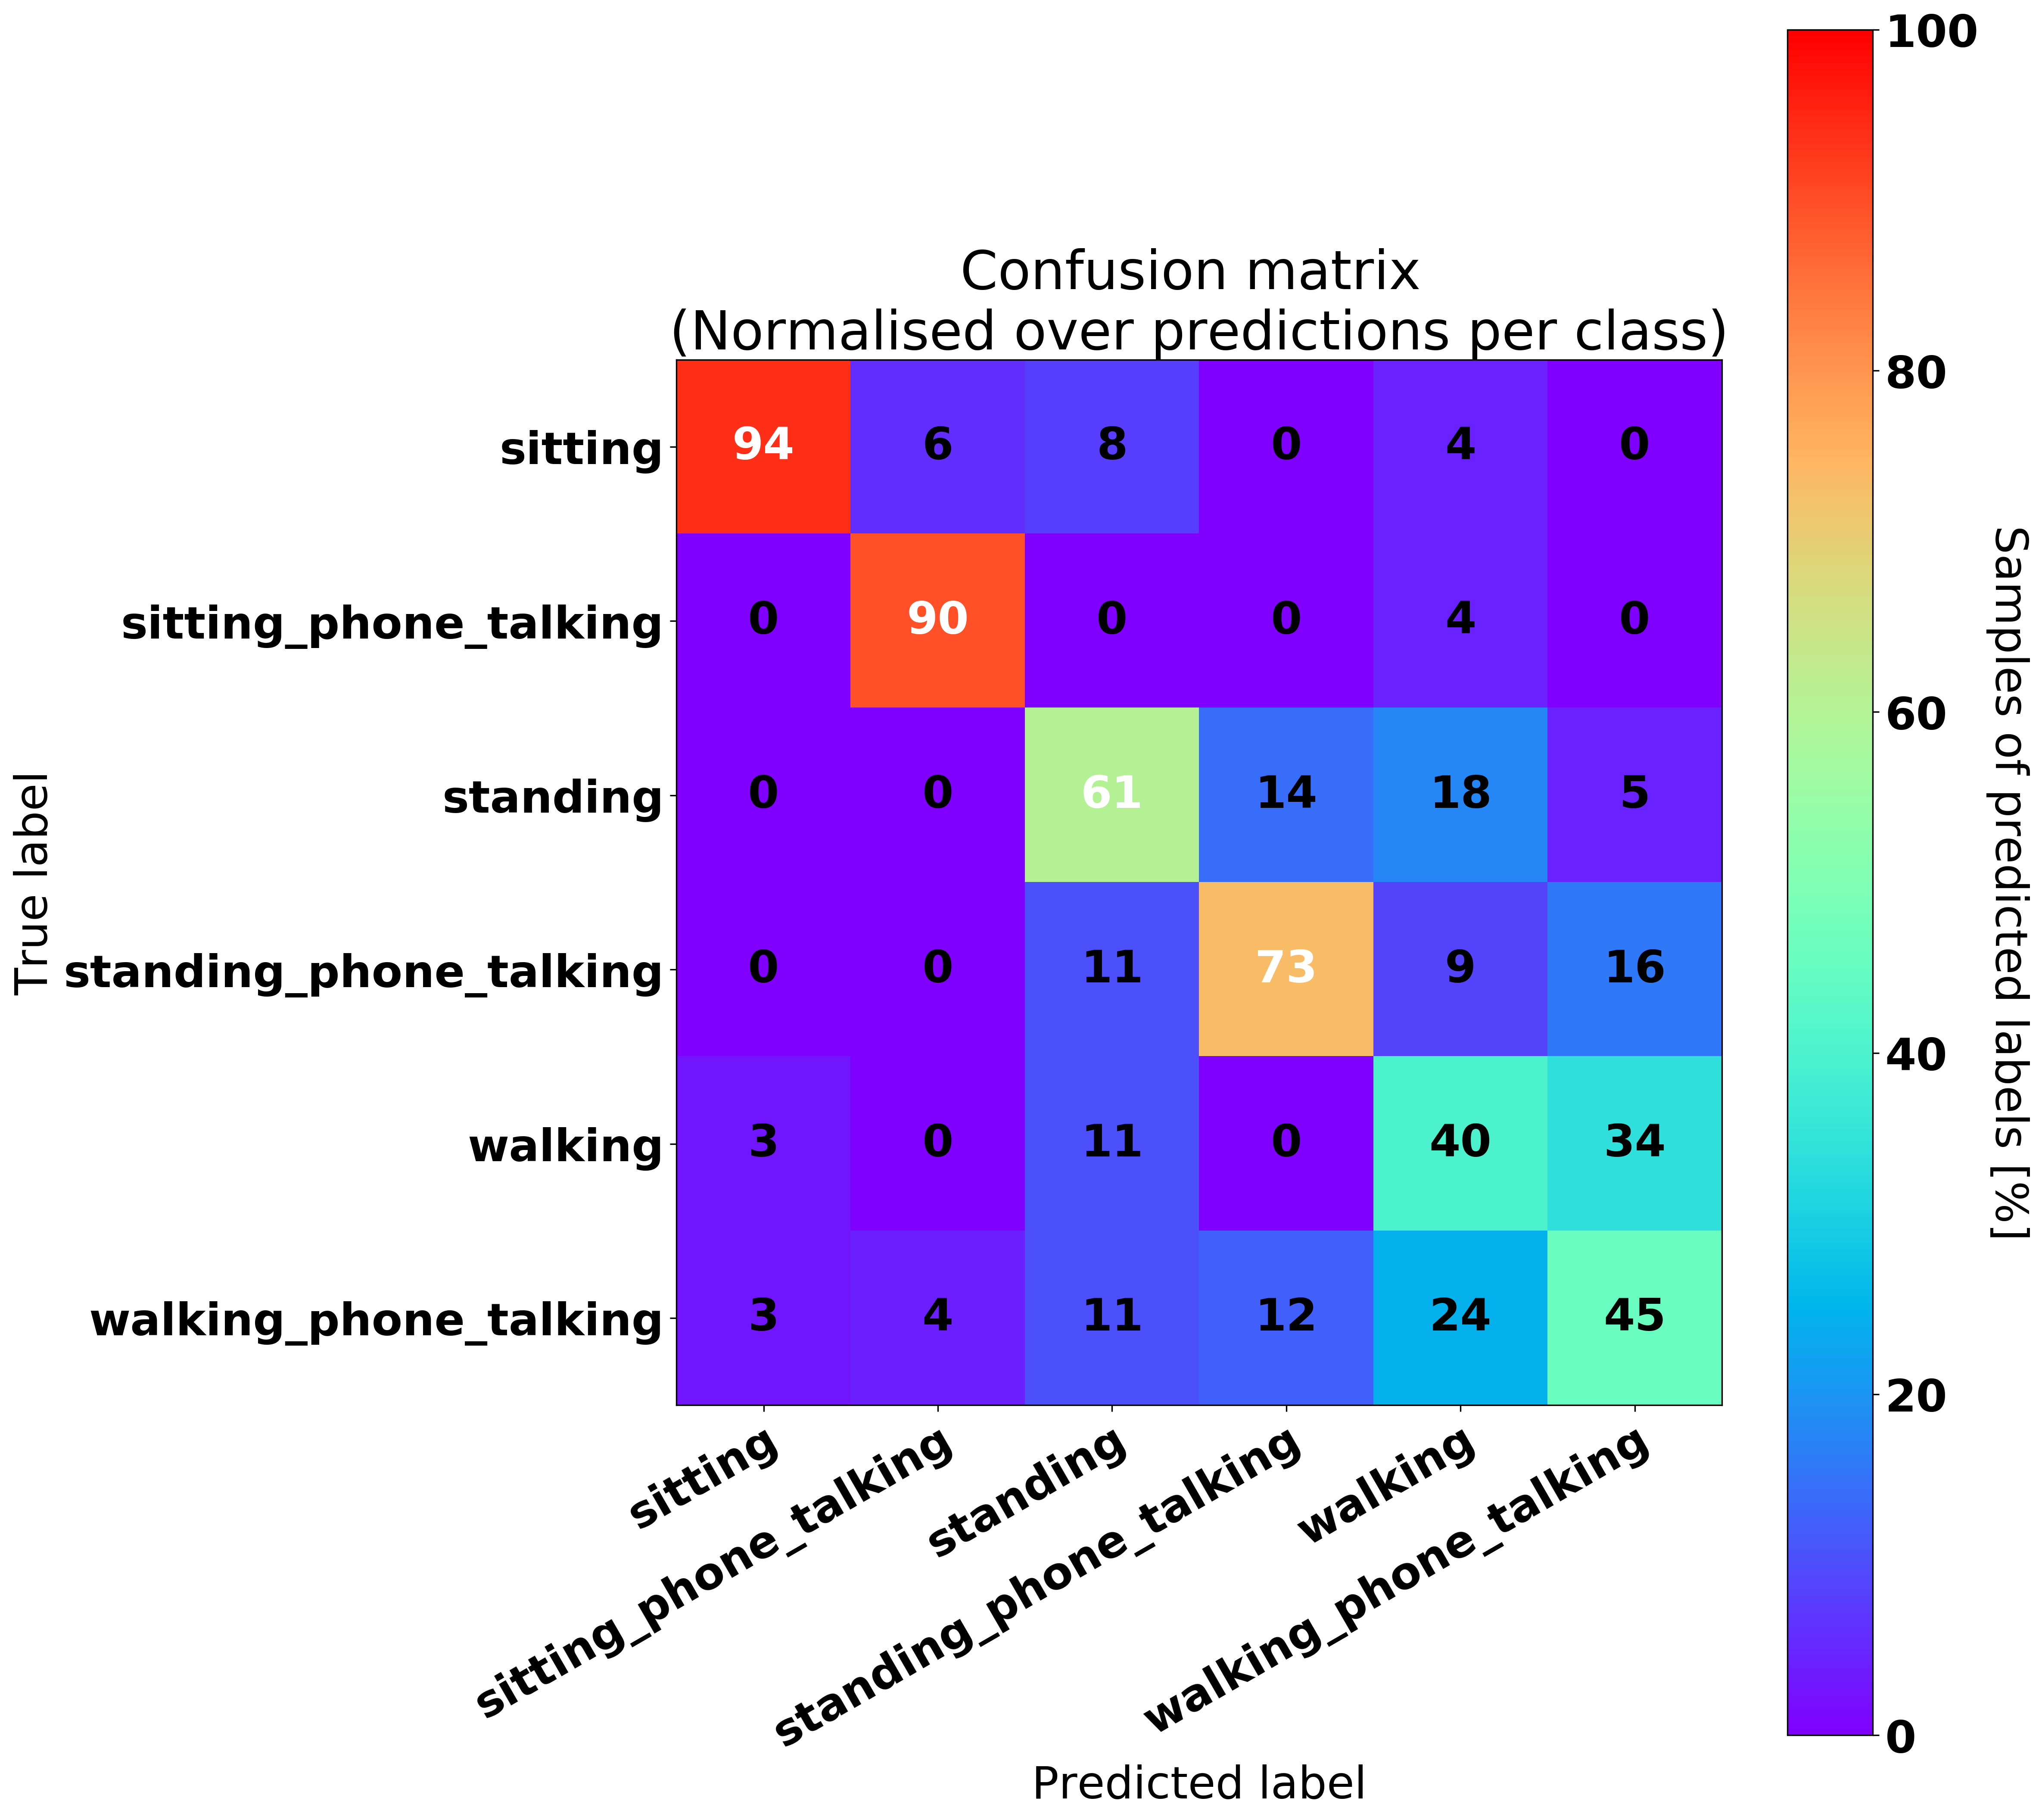 Confusion matrix
(Normalised over predictions per class)
True label
sitting 94 6 8 0 4 0
sitting_phone_talking 0 90 0 0 4 0
standing 0 0 61 14 18 5
standing_phone_talking 0 0 11 73 9 16
walking 3 0 11 0 40 34
walking_phone_talking 3 4 11 12 24 45
sitting
sitting_phone_talking
standing
standing_phone_talking
walking
walking_phone_talking
Predicted label
100
80
60
40
20
0
Samples of predicted labels [%]